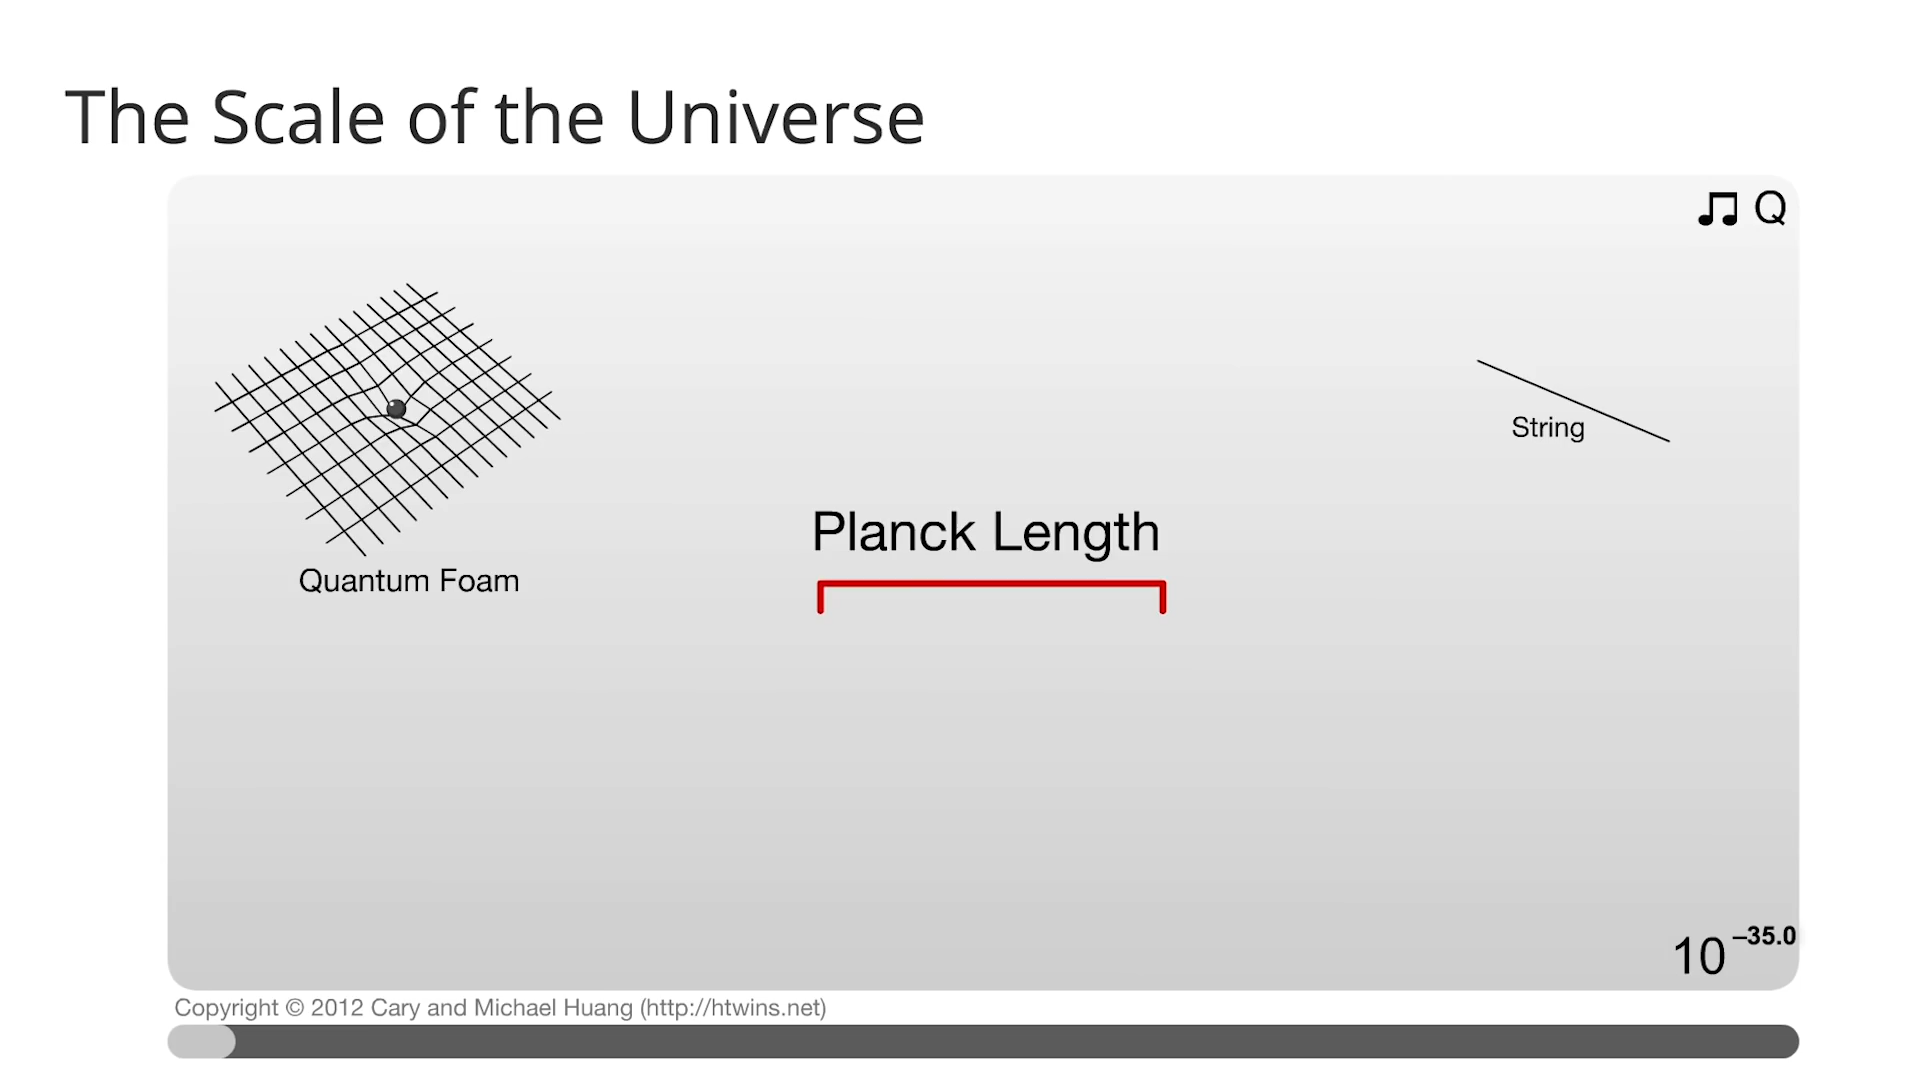 The Scale of the Universe
♫ Q
String
Planck Length
Quantum Foam
10⁻³⁵·⁰
Copyright © 2012 Cary and Michael Huang (http://htwins.net)